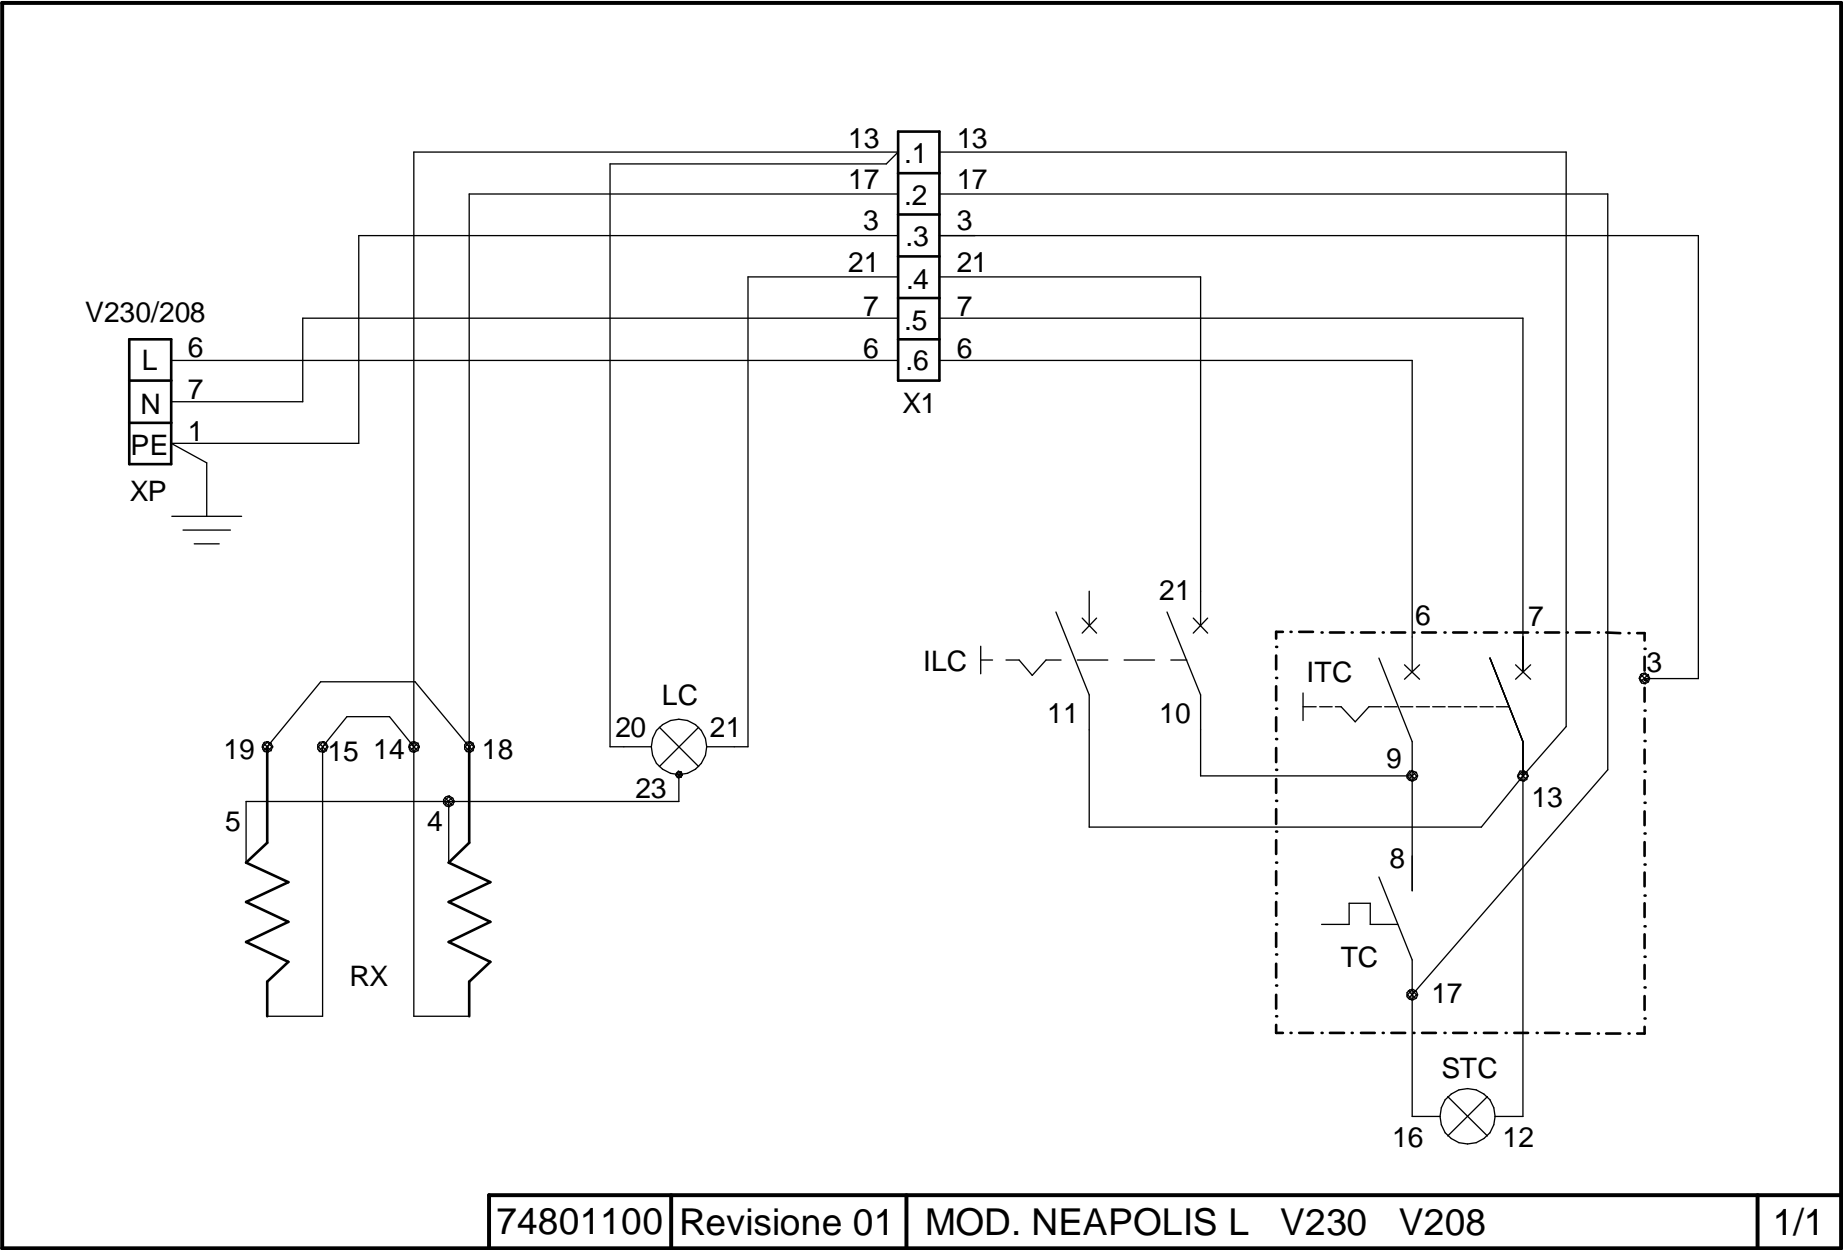 13 .1 13
17 .2 17
3 .3 3
21 .4 21
7 .5 7
6 .6 6
X1
V230/208
L 6
N 7
PE 1
XP
21
6 7
ILC
ITC
3
11 10
LC
20 21
19 15 14 18
9
23
13
5 4
8
TC
RX
17
STC
16 12
74801100 Revisione 01 MOD. NEAPOLIS L V230 V208 1/1